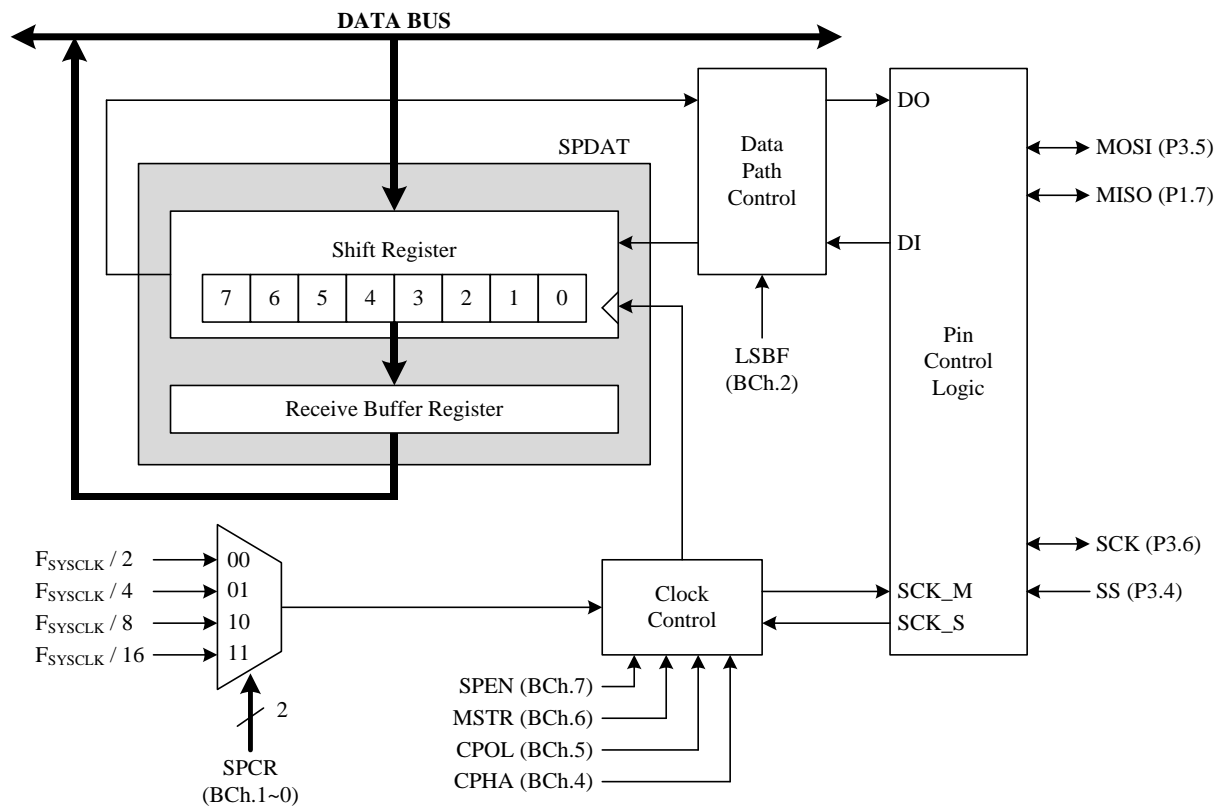 DATA BUS
DO
SPDAT
Data
Path
Control
MOSI (P3.5)
MISO (P1.7)
Shift Register
DI
7 6 5 4 3 2 1 0
Pin
Control
Logic
LSBF
(BCh.2)
Receive Buffer Register
FSYSCLK / 2
00
FSYSCLK / 4
01
FSYSCLK / 8
10
FSYSCLK / 16
11
Clock
Control
SCK (P3.6)
SCK_M
SS (P3.4)
SCK_S
SPEN (BCh.7)
MSTR (BCh.6)
CPOL (BCh.5)
CPHA (BCh.4)
2
SPCR
(BCh.1~0)